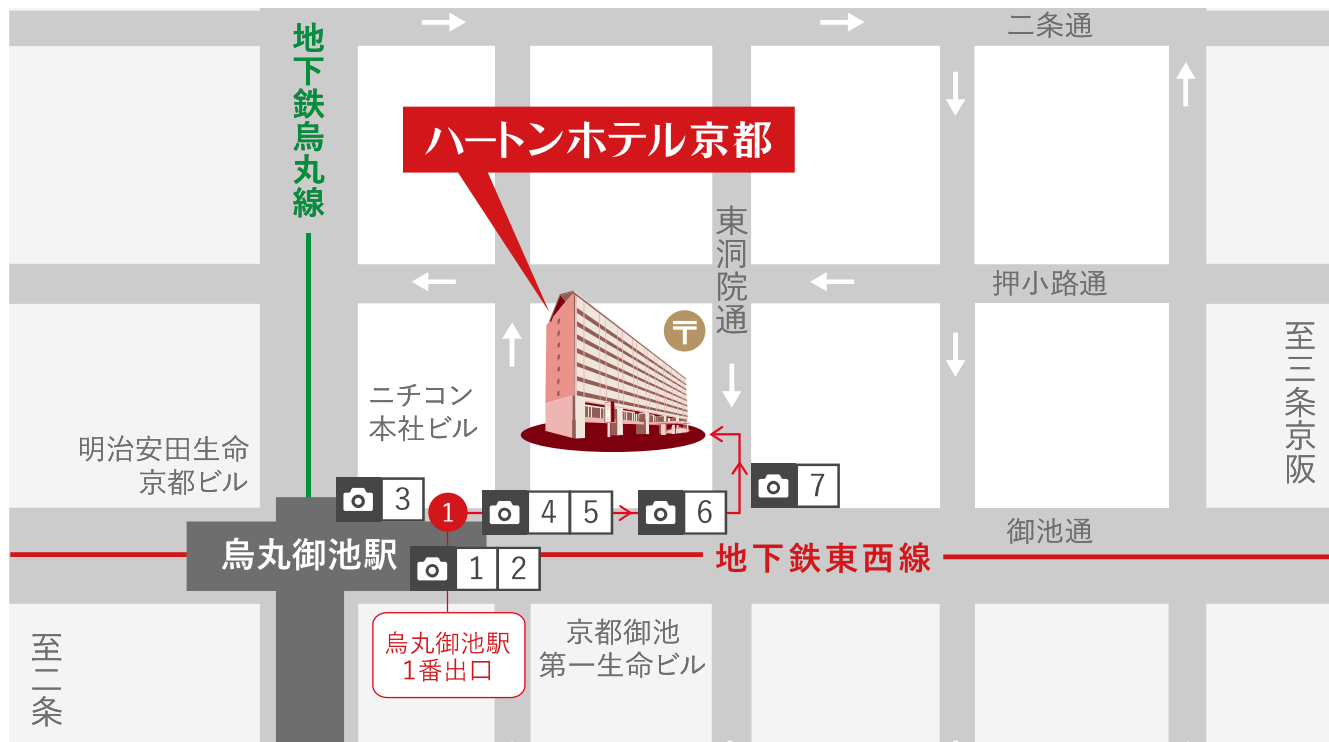 二条通
地下鉄烏丸線
ハートンホテル京都
東洞院通
押小路通
〒
至三条京阪
ニチコン
本社ビル
明治安田生命
京都ビル
3
1
4 5
6
7
御池通
烏丸御池駅
1 2
地下鉄東西線
烏丸御池駅
1番出口
京都御池
第一生命ビル
至二条